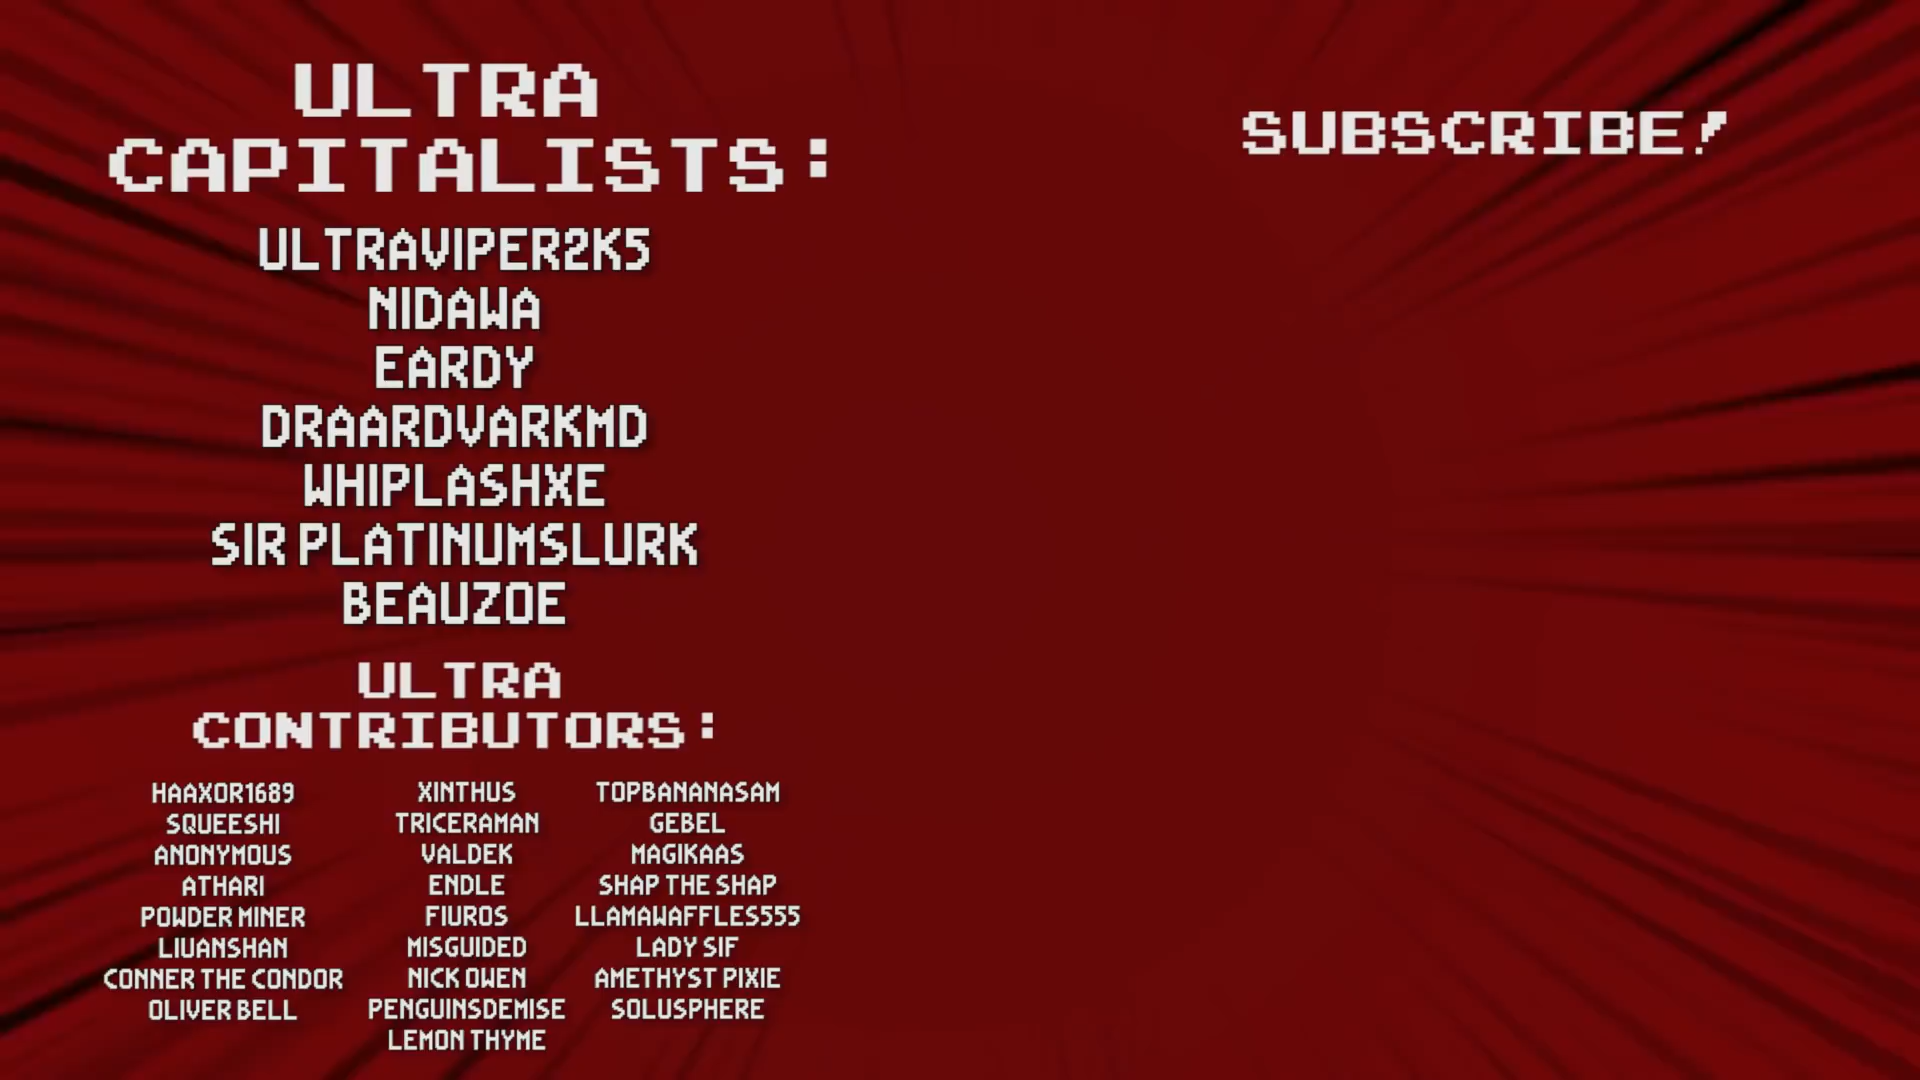 ULTRA
CAPITALISTS:
ULTRAVIPER2K5
NIDAWA
EARDY
DRAARDVARKMD
WHIPLASHXE
SIR PLATINUMSLURK
BEAUZOE
ULTRA
CONTRIBUTORS:
HAAXOR1689
SQUEESHI
ANONYMOUS
ATHARI
POWDER MINER
LIUANSHAN
CONNER THE CONDOR
OLIVER BELL
XINTHUS
TRICERAMAN
VALDEK
ENDLE
FIUROS
MISGUIDED
NICK OWEN
PENGUINSDEMISE
LEMON THYME
TOPBANANASAM
GEBEL
MAGIKAAS
SHAP THE SHAP
LLAMAWAFFLES555
LADY SIF
AMETHYST PIXIE
SOLUSPHERE
SUBSCRIBE!